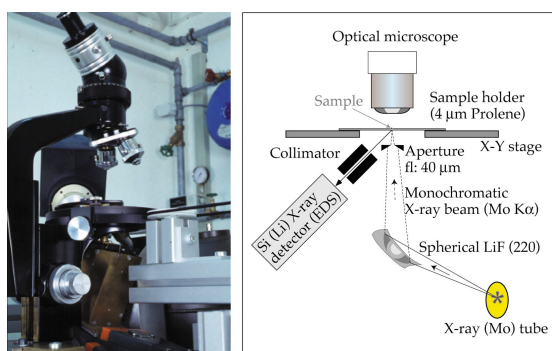 Optical microscope
Sample
Sample holder
(4 μm Prolene)
X-Y stage
Collimator
Aperture
fl: 40 μm
Si (Li) X-ray
detector (EDS)
Monochromatic
X-ray beam (Mo Kα)
Spherical LiF (220)
X-ray (Mo) tube